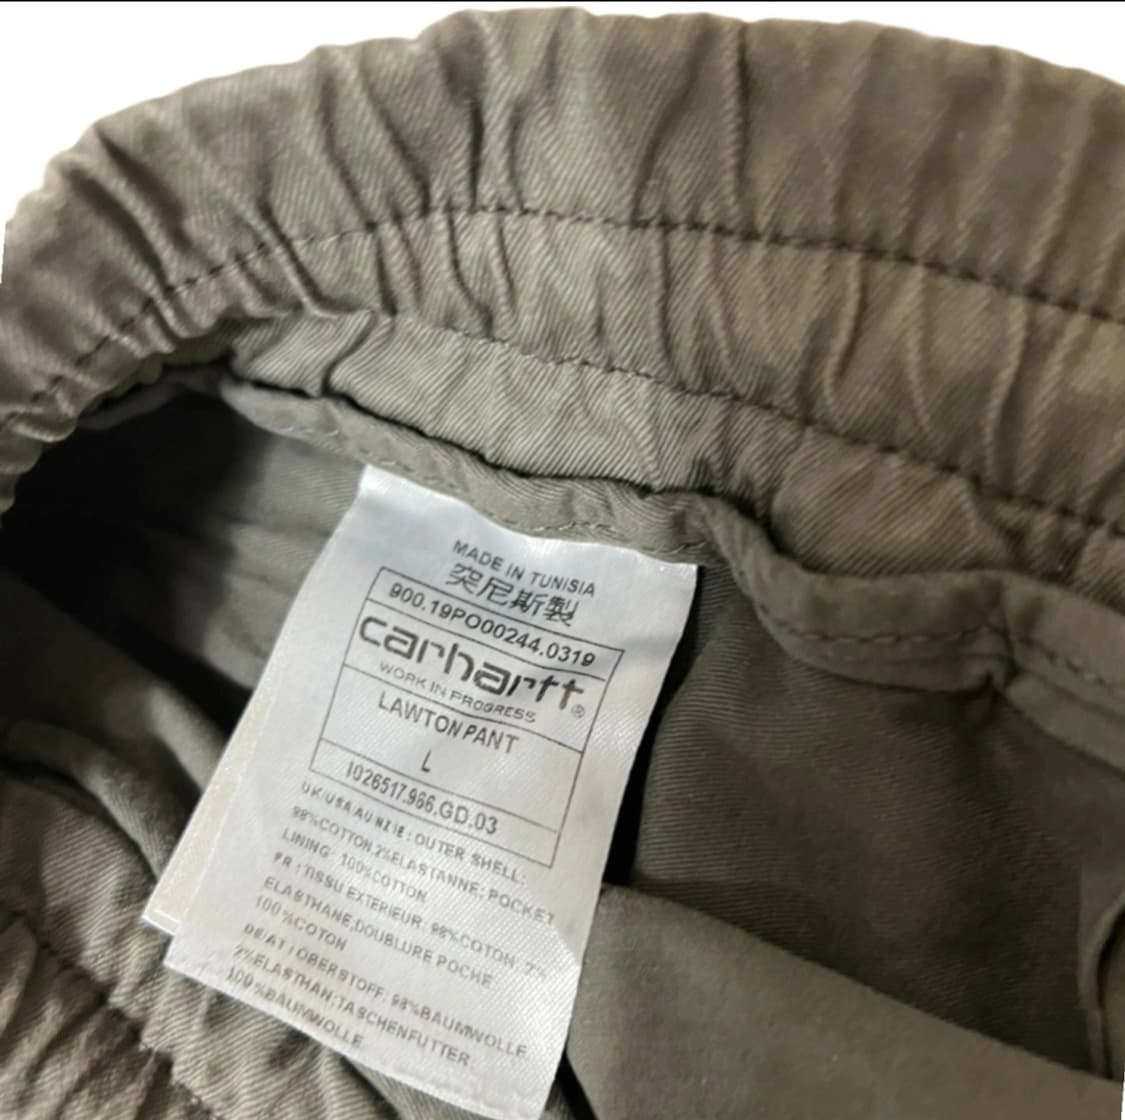 MADE IN TUNISIA
突尼斯製
900.19PO00244.0319
carhartt®
WORK IN PROGRESS
LAWTON PANT
L
1026517.966.GD.03
UK/USA AU NZ IE: OUTER SHELL:
98%COTTON,2%ELASTANNE; POCKET
LINING: 100%COTTON
FR: TISSU EXTERIEUR: 98%COTON, 2%
ELASTHANE,DOUBLURE POCHE:
100%COTON
DE/AT: OBERSTOFF: 98%BAUMWOLLE
2%ELASTHAN;TASCHENFUTTER:
100%BAUMWOLLE